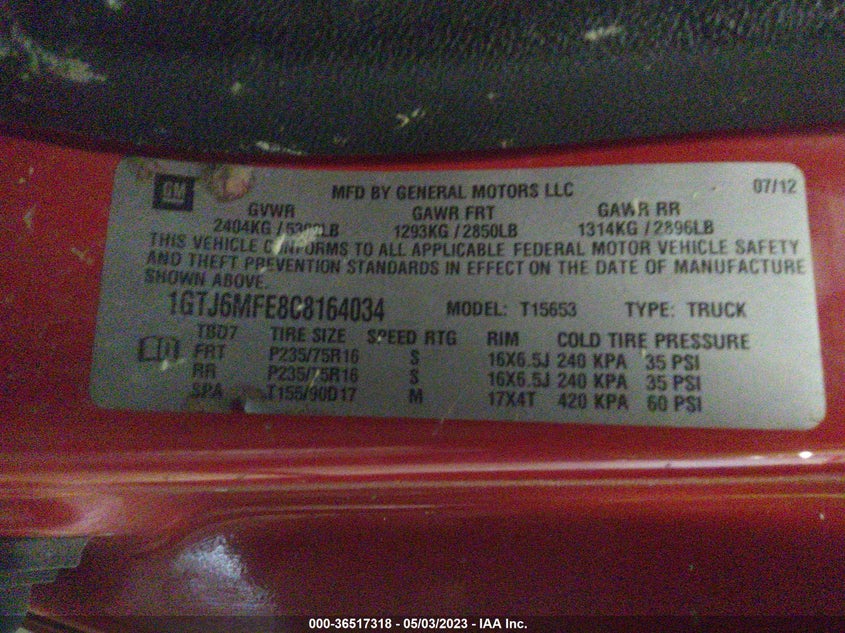 GM
MFD BY GENERAL MOTORS LLC 07/12
GVWR GAWR FRT GAWR RR
2404KG / 1293KG / 2850LB 1314KG / 2896LB
THIS VEHICLE CONFORMS TO ALL APPLICABLE FEDERAL MOTOR VEHICLE SAFETY
AND THEFT PREVENTION STANDARDS IN EFFECT ON THE DATE OF MANUFACTURE
SHOWN ABOVE.
1GTJ6MFE8C8164034 MODEL: T15653 TYPE: TRUCK
TBD7 TIRE SIZE SPEED RTG RIM COLD TIRE PRESSURE
FRT P235/75R16 S 16X6.5J 240 KPA 35 PSI
RR P235/75R16 S 16X6.5J 240 KPA 35 PSI
SPA T155/90D17 M 17X4T 420 KPA 60 PSI
000-36517318 - 05/03/2023 - IAA Inc.